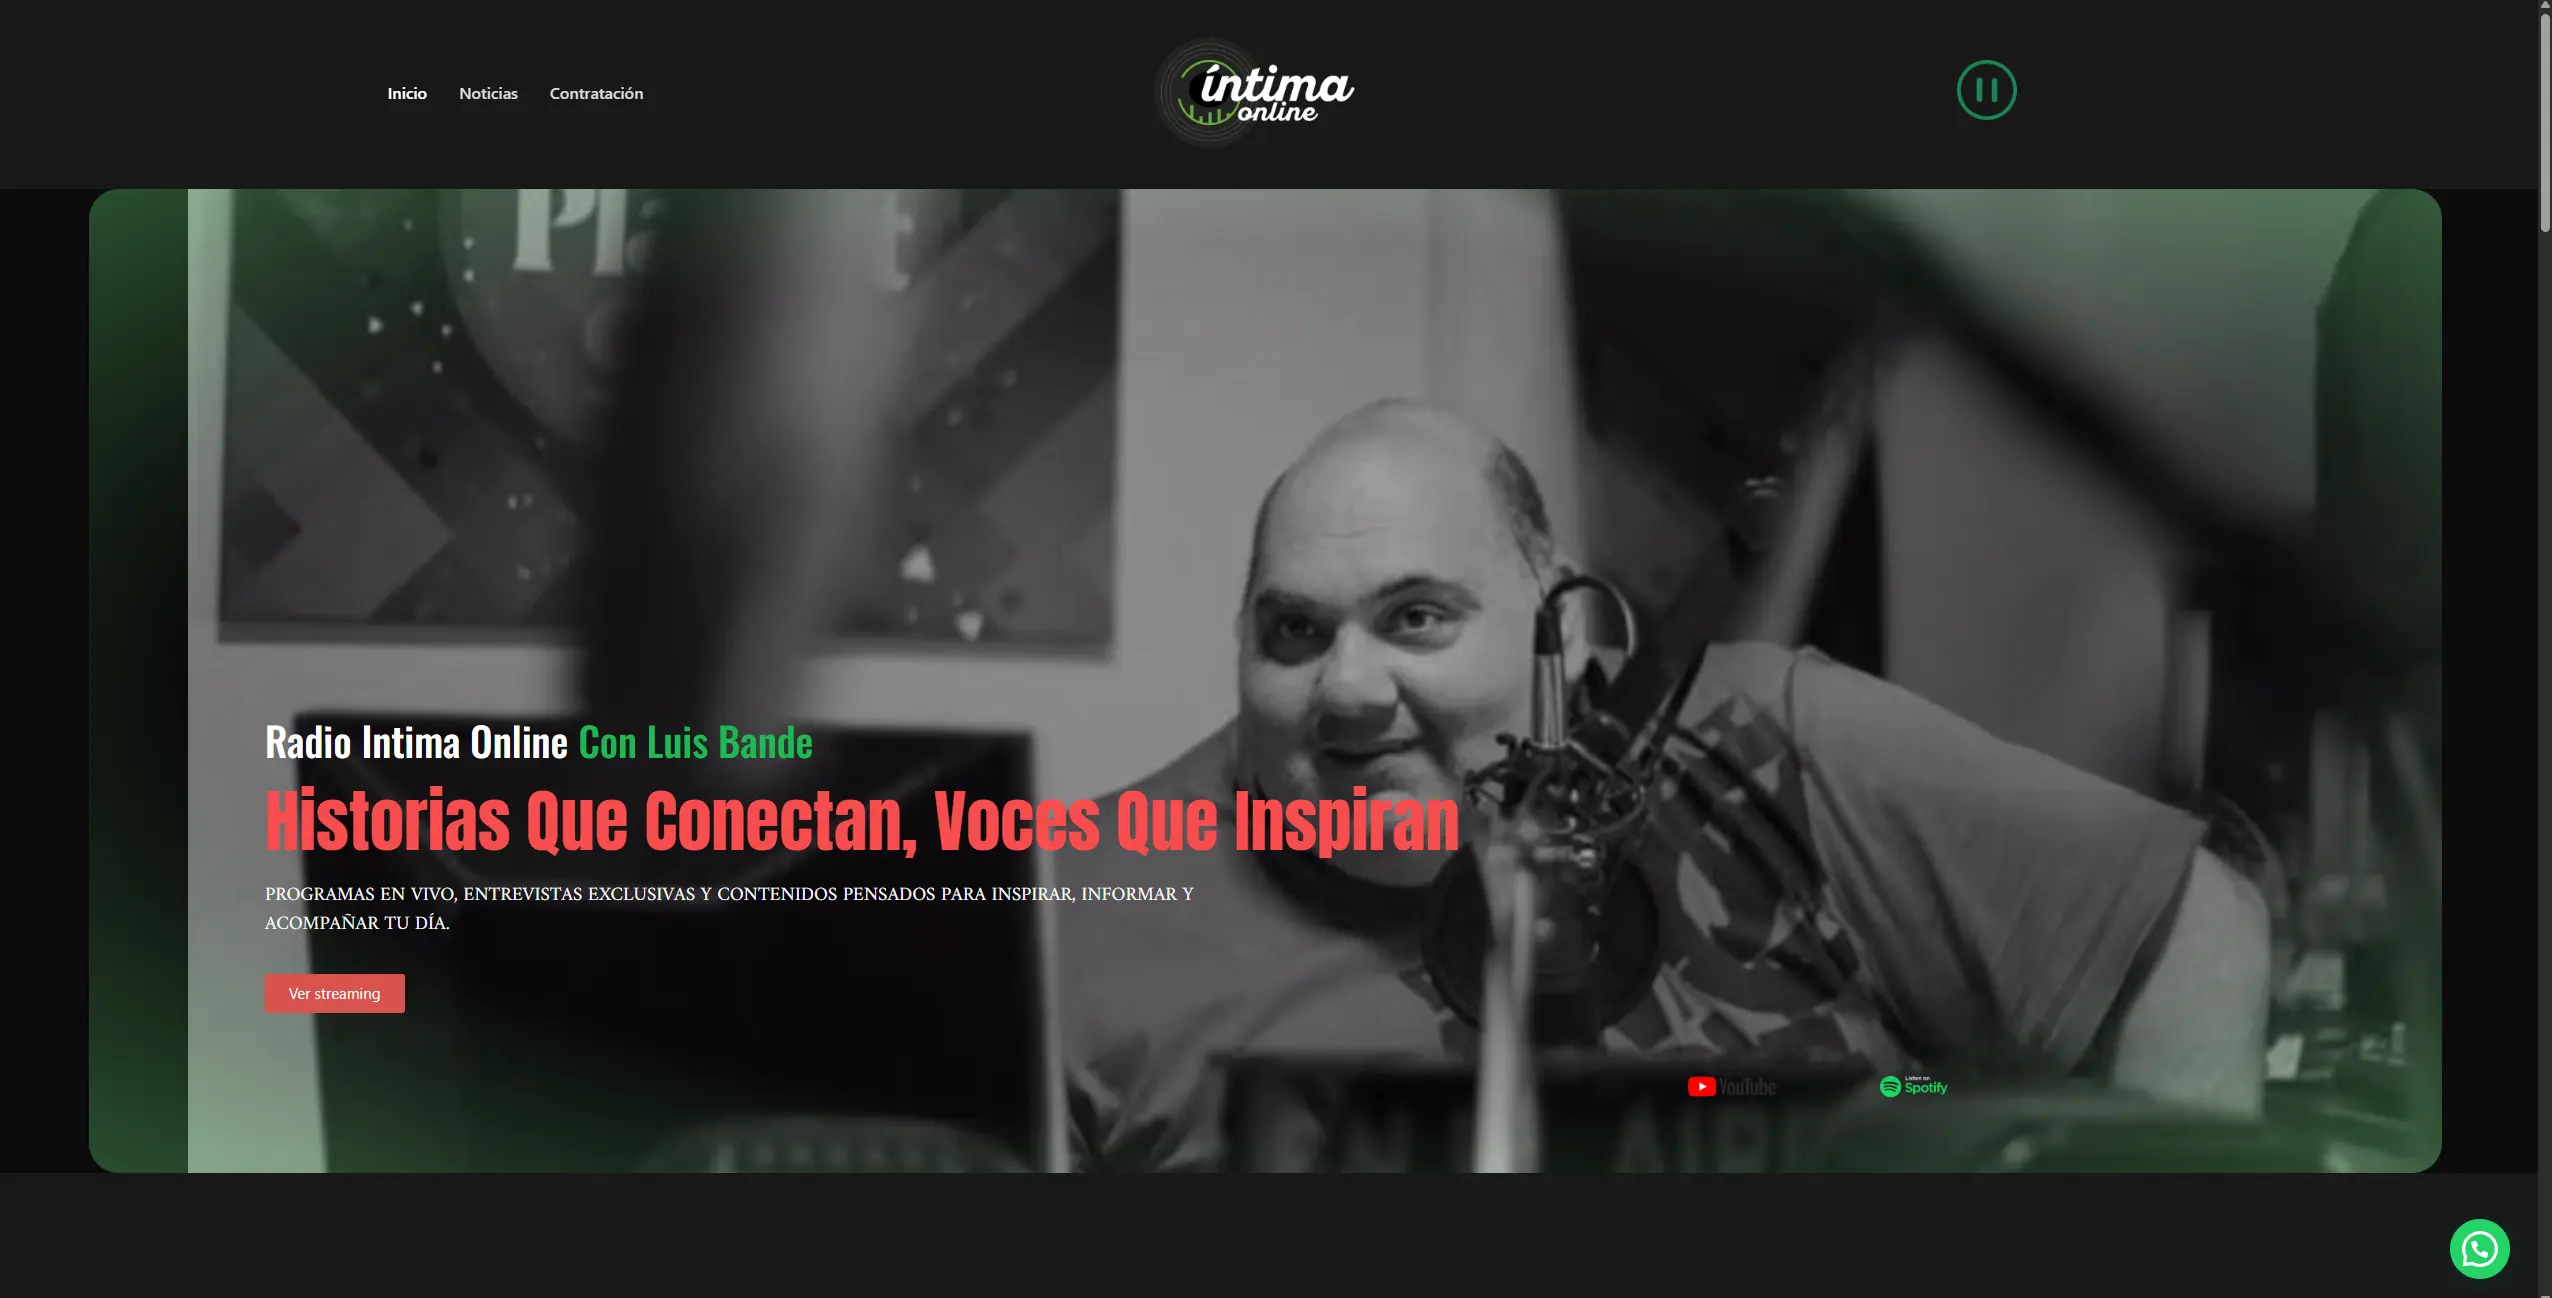 Inicio
Noticias
Contratación
íntima
online
Radio Intima Online Con Luis Bande
Historias Que Conectan, Voces Que Inspiran
PROGRAMAS EN VIVO, ENTREVISTAS EXCLUSIVAS Y CONTENIDOS PENSADOS PARA INSPIRAR, INFORMAR Y
ACOMPAÑAR TU DÍA.
Ver streaming
YouTube
Listen on
Spotify